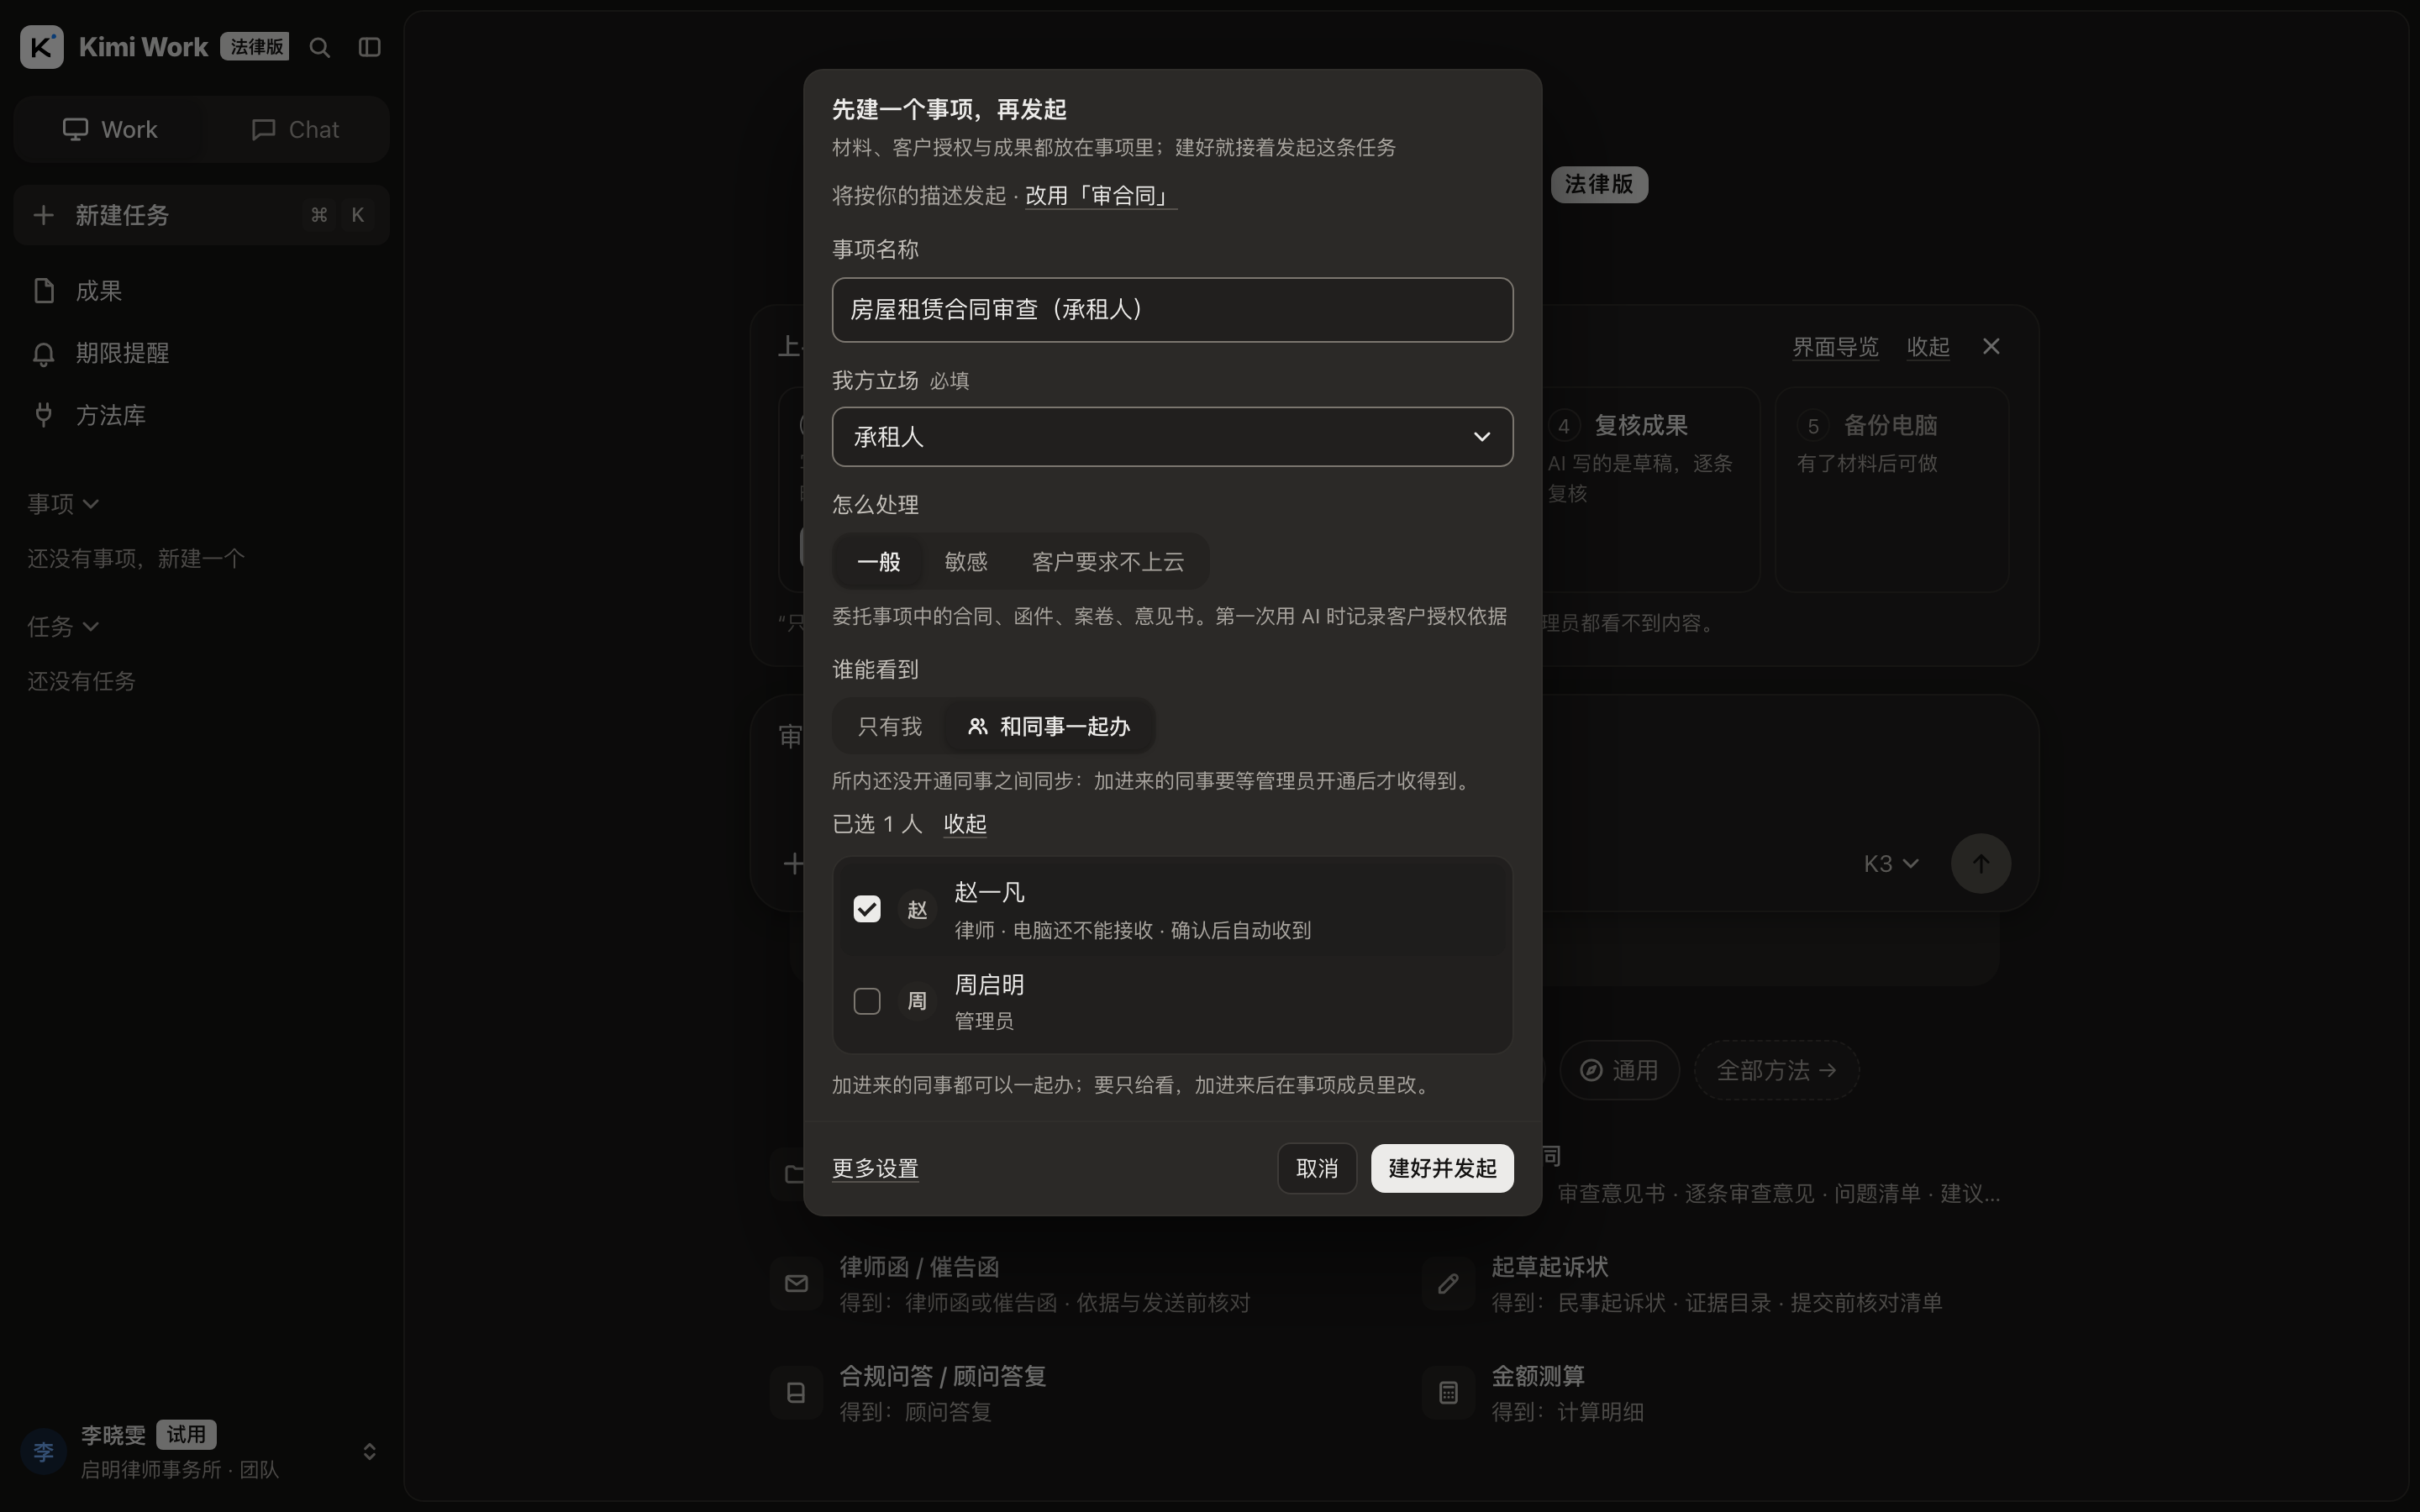 Kimi Work 法律版
Work
Chat
新建任务 ⌘ K
成果
期限提醒
方法库
事项
还没有事项，新建一个
任务
还没有任务
李晓雯 试用
启明律师事务所 · 团队
法律版
界面导览 收起
4 复核成果
AI 写的是草稿，逐条
复核
5 备份电脑
有了材料后可做
理员都看不到内容。
审
K3
通用
全部方法 →
审查意见书 · 逐条审查意见 · 问题清单 · 建议...
律师函 / 催告函
得到：律师函或催告函 · 依据与发送前核对
起草起诉状
得到：民事起诉状 · 证据目录 · 提交前核对清单
合规问答 / 顾问答复
得到：顾问答复
金额测算
得到：计算明细
先建一个事项，再发起
材料、客户授权与成果都放在事项里；建好就接着发起这条任务
将按你的描述发起 · 改用「审合同」
事项名称
房屋租赁合同审查（承租人）
我方立场 必填
承租人
怎么处理
一般 敏感 客户要求不上云
委托事项中的合同、函件、案卷、意见书。第一次用 AI 时记录客户授权依据
谁能看到
只有我 和同事一起办
所内还没开通同事之间同步：加进来的同事要等管理员开通后才收得到。
已选 1 人 收起
赵 赵一凡
律师 · 电脑还不能接收 · 确认后自动收到
周 周启明
管理员
加进来的同事都可以一起办；要只给看，加进来后在事项成员里改。
更多设置 取消 建好并发起